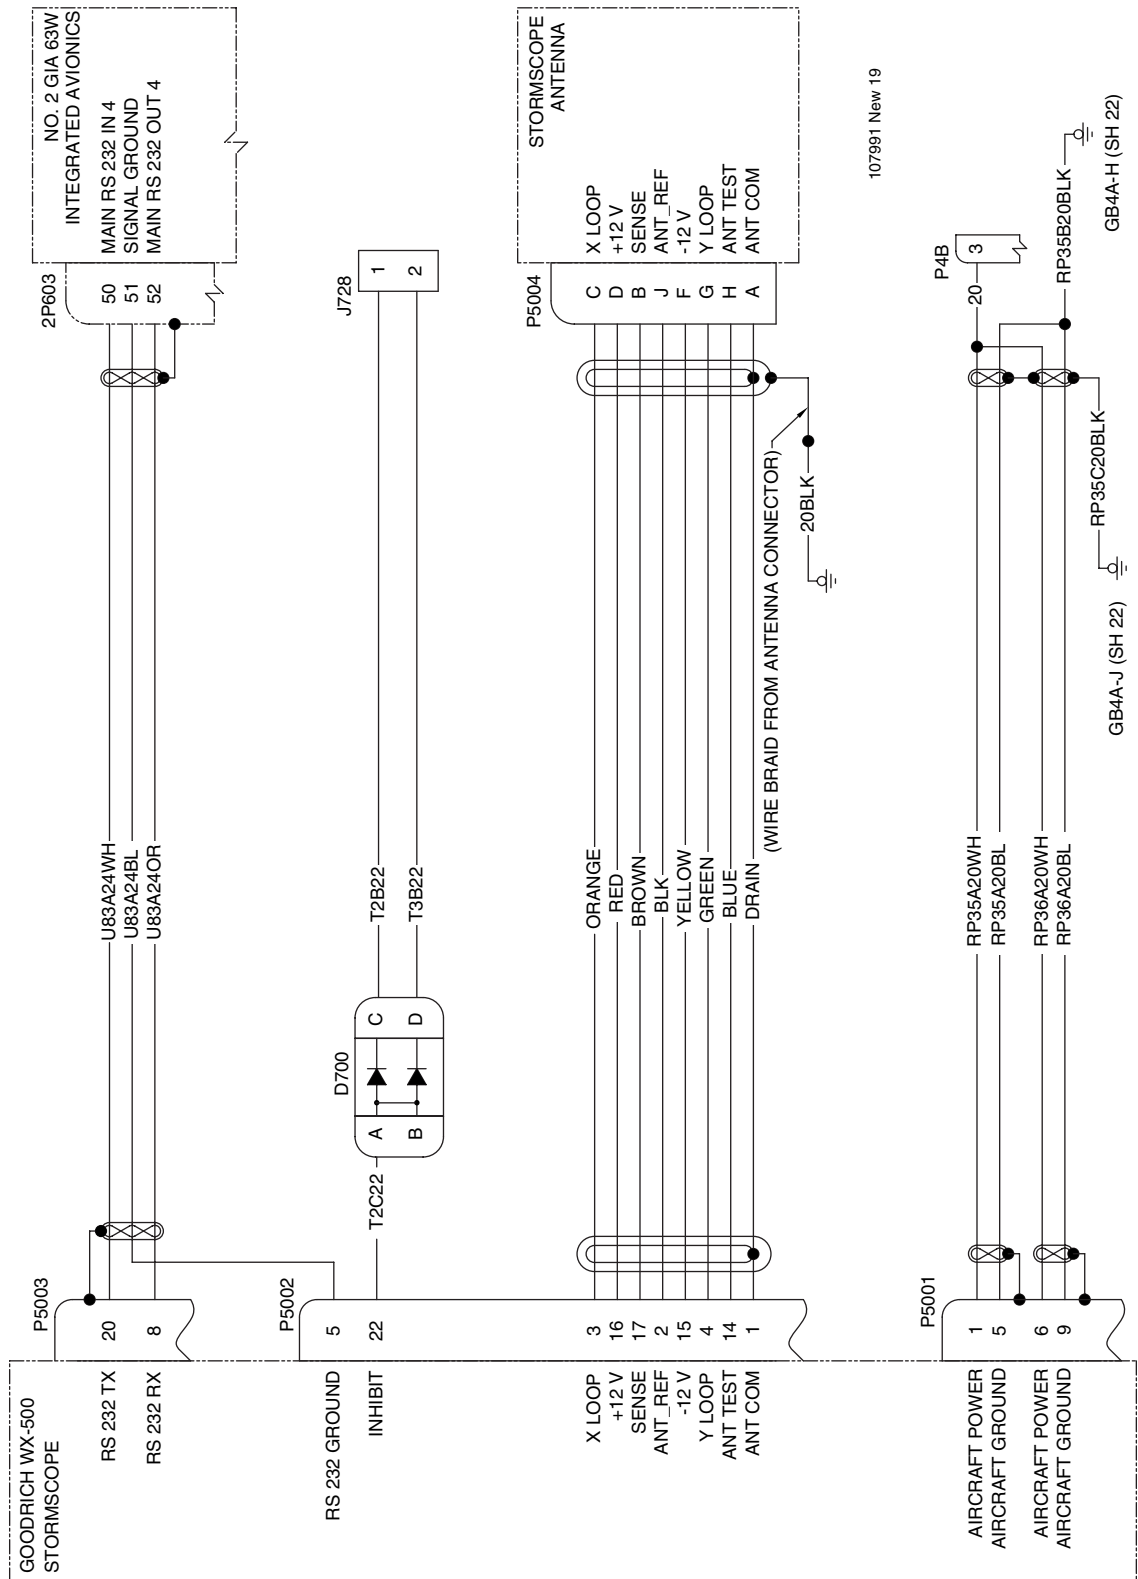 GOODRICH WX-500
STORMSCOPE
RS 232 TX
RS 232 RX
P5003
20
8
U83A24WH
U83A24BL
U83A24OR
2P603
50
51
52
NO. 2 GIA 63W
INTEGRATED AVIONICS
MAIN RS 232 IN 4
SIGNAL GROUND
MAIN RS 232 OUT 4
RS 232 GROUND
INHIBIT
P5002
5
22
T2C22
D700
A
B
C
D
T2B22
T3B22
J728
1
2
X LOOP
+12 V
SENSE
ANT_REF
-12 V
Y LOOP
ANT TEST
ANT COM
3
16
17
2
15
4
14
1
ORANGE
RED
BROWN
BLK
YELLOW
GREEN
BLUE
DRAIN
(WIRE BRAID FROM ANTENNA CONNECTOR)
20BLK
P5004
C
D
B
J
F
G
H
A
STORMSCOPE
ANTENNA
X LOOP
+12 V
SENSE
ANT_REF
-12 V
Y LOOP
ANT TEST
ANT COM
107991 New 19
AIRCRAFT POWER
AIRCRAFT GROUND
AIRCRAFT POWER
AIRCRAFT GROUND
P5001
1
5
6
9
RP35A20WH
RP35A20BL
RP36A20WH
RP36A20BL
P4B
20
3
RP35B20BLK
GB4A-H (SH 22)
RP35C20BLK
GB4A-J (SH 22)